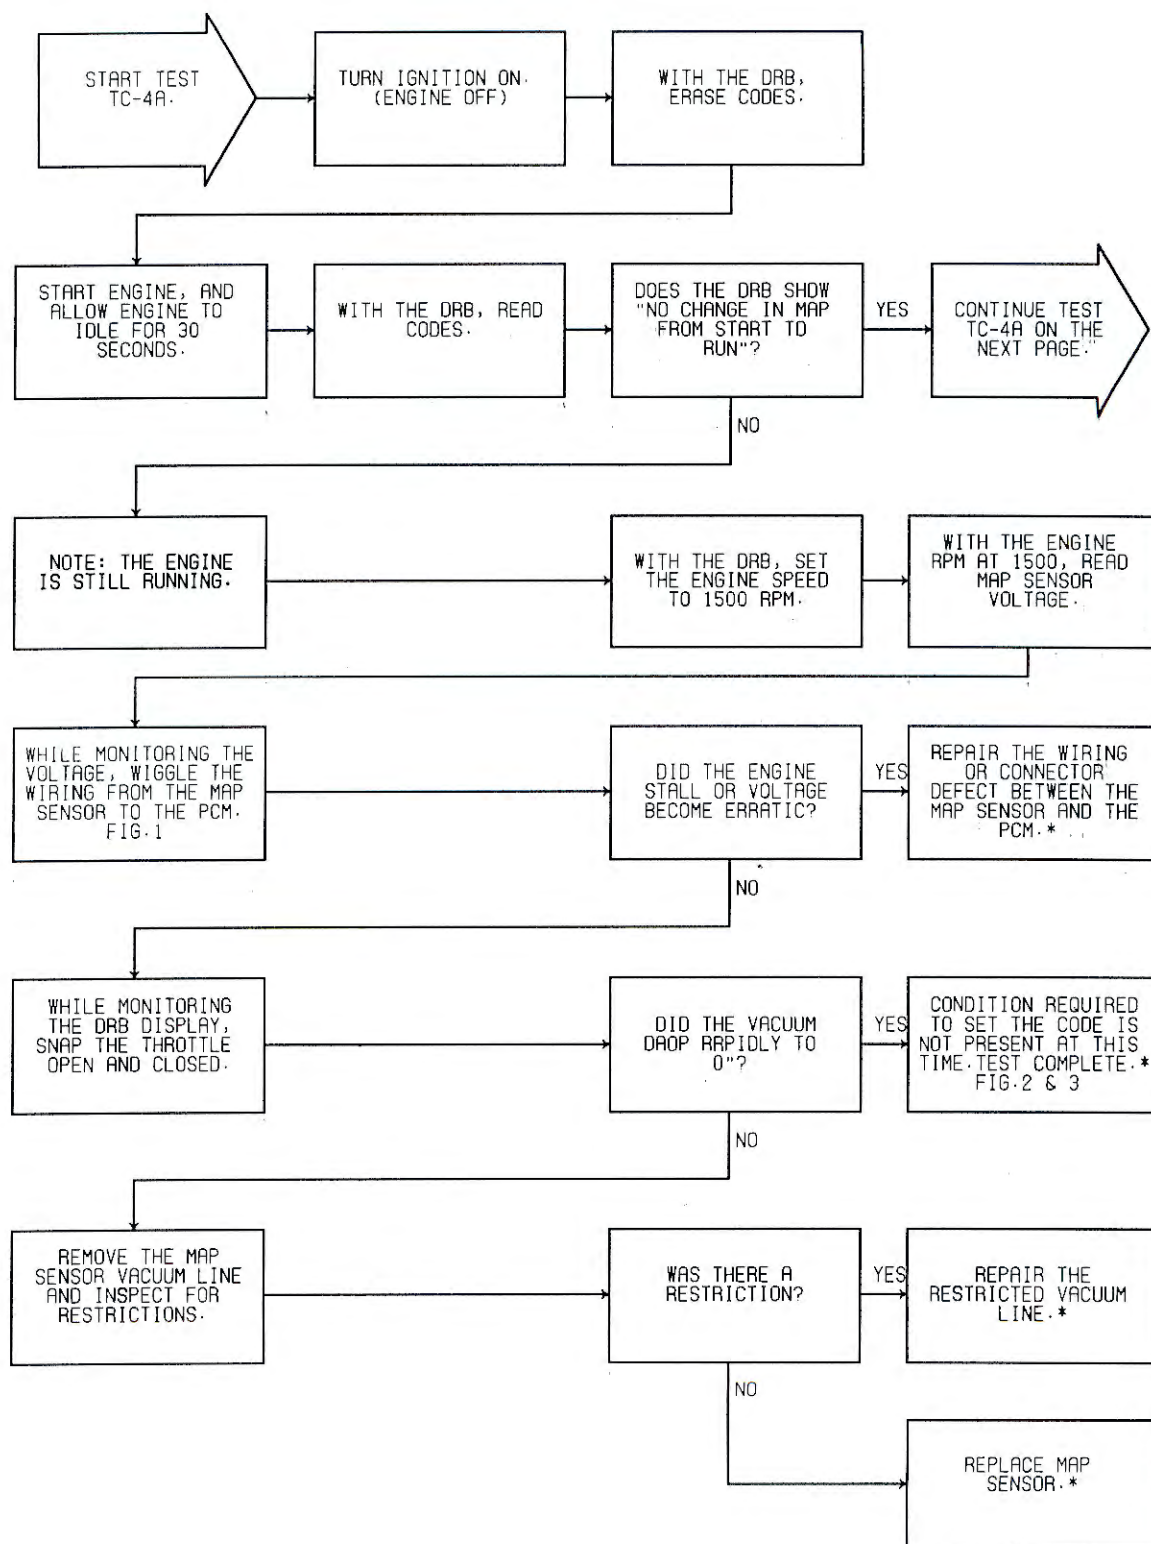 START TEST
TC-4A.
TURN IGNITION ON.
(ENGINE OFF)
WITH THE DRB,
ERASE CODES.
START ENGINE, AND
ALLOW ENGINE TO
IDLE FOR 30
SECONDS.
WITH THE DRB, READ
CODES.
DOES THE DRB SHOW
"NO CHANGE IN MAP
FROM START TO
RUN"?
YES
CONTINUE TEST
TC-4A ON THE
NEXT PAGE."
NO
NOTE: THE ENGINE
IS STILL RUNNING.
WITH THE DRB, SET
THE ENGINE SPEED
TO 1500 RPM.
WITH THE ENGINE
RPM AT 1500, READ
MAP SENSOR
VOLTAGE.
WHILE MONITORING THE
VOLTAGE, WIGGLE THE
WIRING FROM THE MAP
SENSOR TO THE PCM.
FIG.1
DID THE ENGINE
STALL OR VOLTAGE
BECOME ERRATIC?
YES
REPAIR THE WIRING
OR CONNECTOR
DEFECT BETWEEN THE
MAP SENSOR AND THE
PCM.*
NO
WHILE MONITORING
THE DRB DISPLAY,
SNAP THE THROTTLE
OPEN AND CLOSED.
DID THE VACUUM
DAOP RRPIDLY TO
0"?
YES
CONDITION REQUIRED
TO SET THE CODE IS
NOT PRESENT AT THIS
TIME.TEST COMPLETE.*
FIG.2 & 3
NO
REMOVE THE MAP
SENSOR VACUUM LINE
AND INSPECT FOR
RESTRICTIONS.
WAS THERE A
RESTRICTION?
YES
REPAIR THE
RESTRICTED VACUUM
LINE.*
NO
REPLACE MAP
SENSOR.*